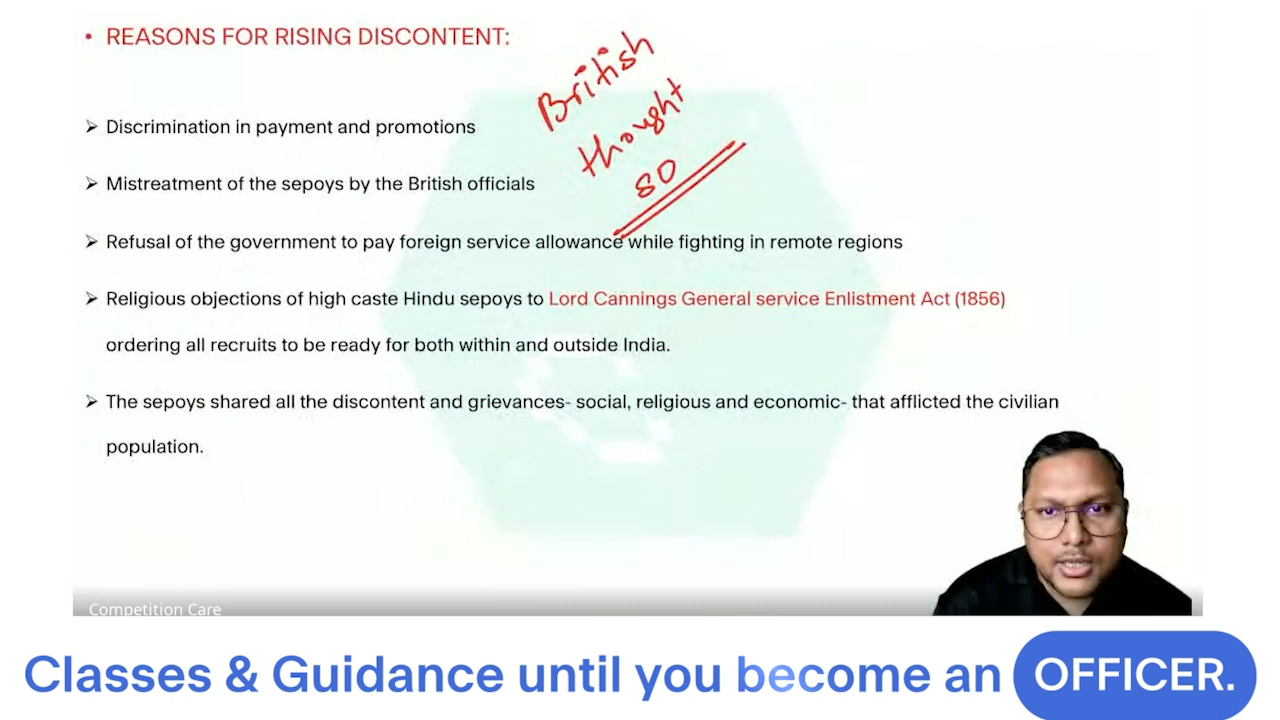 • REASONS FOR RISING DISCONTENT:
British
thought
so
➢ Discrimination in payment and promotions
➢ Mistreatment of the sepoys by the British officials
➢ Refusal of the government to pay foreign service allowance while fighting in remote regions
➢ Religious objections of high caste Hindu sepoys to Lord Cannings General service Enlistment Act (1856)
ordering all recruits to be ready for both within and outside India.
➢ The sepoys shared all the discontent and grievances- social, religious and economic- that afflicted the civilian
population.
Competition Care
Classes & Guidance until you become an OFFICER.